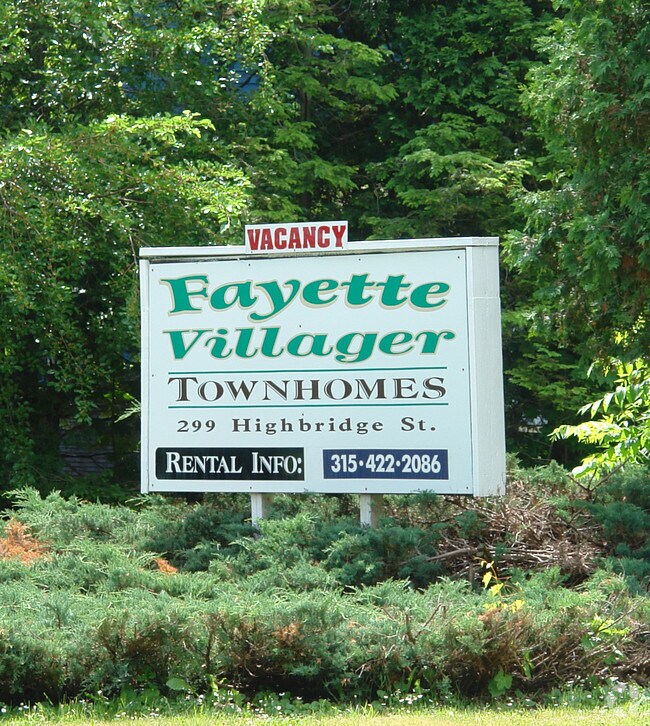 VACANCY
Fayette
Villager
TOWNHOMES
299 Highbridge St.
RENTAL INFO: 315·422·2086